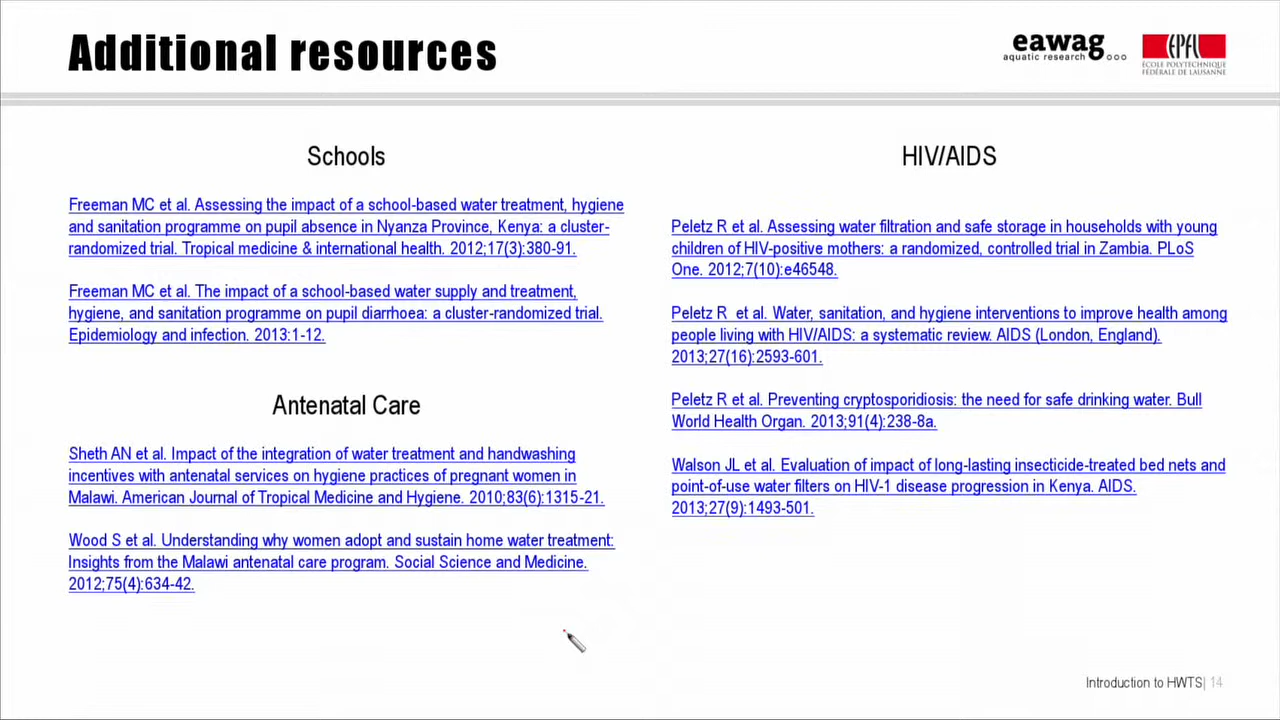 Additional resources
eawag
aquatic research
EPFL
ÉCOLE POLYTECHNIQUE
FÉDÉRALE DE LAUSANNE
Schools
Freeman MC et al. Assessing the impact of a school-based water treatment, hygiene
and sanitation programme on pupil absence in Nyanza Province, Kenya: a cluster-
randomized trial. Tropical medicine & international health. 2012;17(3):380-91.
Freeman MC et al. The impact of a school-based water supply and treatment,
hygiene, and sanitation programme on pupil diarrhoea: a cluster-randomized trial.
Epidemiology and infection. 2013:1-12.
Antenatal Care
Sheth AN et al. Impact of the integration of water treatment and handwashing
incentives with antenatal services on hygiene practices of pregnant women in
Malawi. American Journal of Tropical Medicine and Hygiene. 2010;83(6):1315-21.
Wood S et al. Understanding why women adopt and sustain home water treatment:
Insights from the Malawi antenatal care program. Social Science and Medicine.
2012;75(4):634-42.
HIV/AIDS
Peletz R et al. Assessing water filtration and safe storage in households with young
children of HIV-positive mothers: a randomized, controlled trial in Zambia. PLoS
One. 2012;7(10):e46548.
Peletz R et al. Water, sanitation, and hygiene interventions to improve health among
people living with HIV/AIDS: a systematic review. AIDS (London, England).
2013;27(16):2593-601.
Peletz R et al. Preventing cryptosporidiosis: the need for safe drinking water. Bull
World Health Organ. 2013;91(4):238-8a.
Walson JL et al. Evaluation of impact of long-lasting insecticide-treated bed nets and
point-of-use water filters on HIV-1 disease progression in Kenya. AIDS.
2013;27(9):1493-501.
Introduction to HWTS| 14